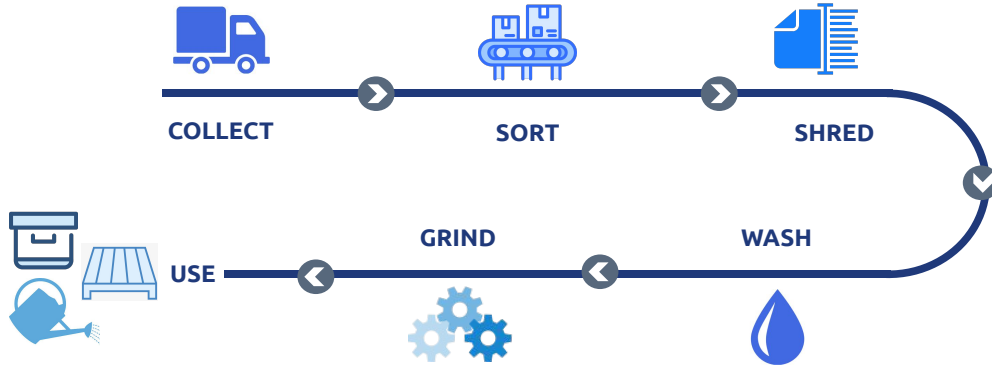 COLLECT
SORT
SHRED
WASH
GRIND
USE